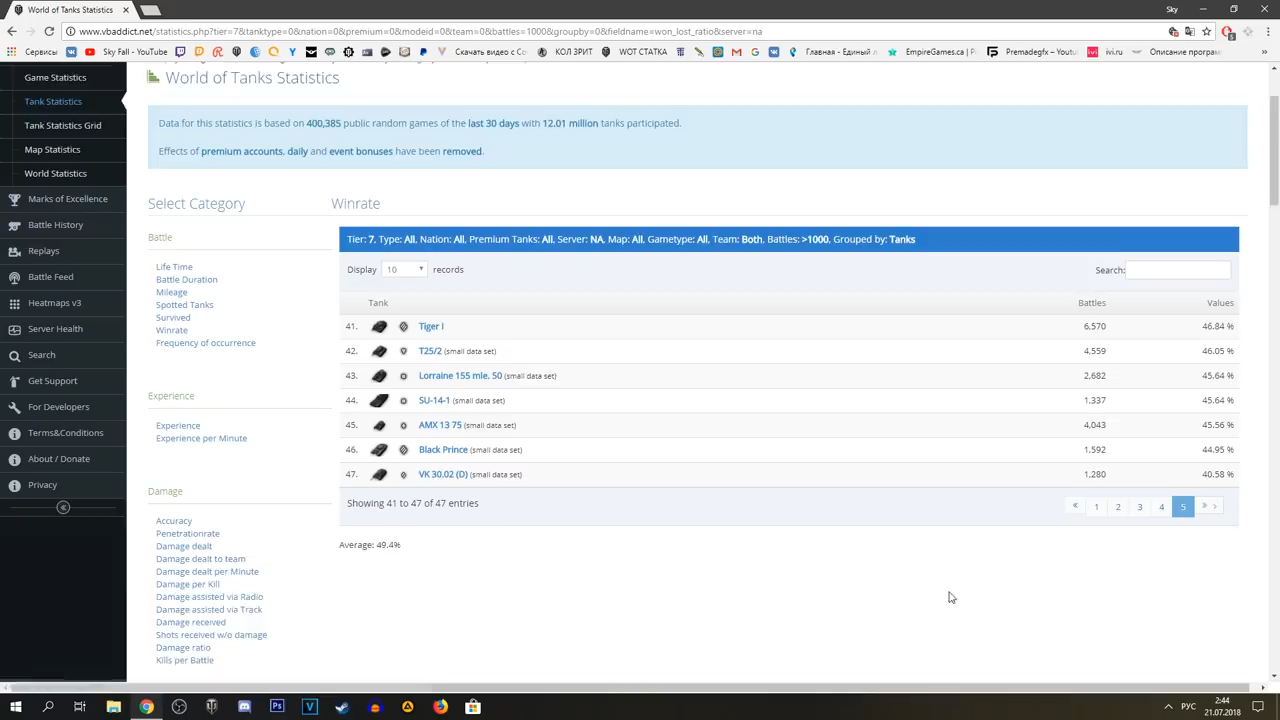 World of Tanks Statistics
Sky
www.vbaddict.net/statistics.php?tier=7&tanktype=0&nation=0&premium=0&modeid=0&team=0&battles=1000&groupby=0&fieldname=won_lost_ratio&server=na
Сервисы Sky Fall - YouTube Скачать видео с Со КОЛ ЗРИТ WOT СТАТКА Главная - Единый EmpireGames.ca Premadegfx – Youtu ivi.ru Описание програм
Game Statistics
Tank Statistics
Tank Statistics Grid
Map Statistics
World Statistics
Marks of Excellence
Battle History
Replays
Battle Feed
Heatmaps v3
Server Health
Search
Get Support
For Developers
Terms&Conditions
About / Donate
Privacy
World of Tanks Statistics
Data for this statistics is based on 400,385 public random games of the last 30 days with 12.01 million tanks participated.
Effects of premium accounts, daily and event bonuses have been removed.
Select Category
Battle
Life Time
Battle Duration
Mileage
Spotted Tanks
Survived
Winrate
Frequency of occurrence
Experience
Experience
Experience per Minute
Damage
Accuracy
Penetrationrate
Damage dealt
Damage dealt to team
Damage dealt per Minute
Damage per Kill
Damage assisted via Radio
Damage assisted via Track
Damage received
Shots received w/o damage
Damage ratio
Kills per Battle
Winrate
Tier: 7, Type: All, Nation: All, Premium Tanks: All, Server: NA, Map: All, Gametype: All, Team: Both, Battles: >1000, Grouped by: Tanks
Display 10 records Search:
Tank Battles Values
41. Tiger I 6,570 46.84 %
42. T25/2 (small data set) 4,559 46.05 %
43. Lorraine 155 mle. 50 (small data set) 2,682 45.64 %
44. SU-14-1 (small data set) 1,337 45.64 %
45. AMX 13 75 (small data set) 4,043 45.56 %
46. Black Prince (small data set) 1,592 44.95 %
47. VK 30.02 (D) (small data set) 1,280 40.58 %
Showing 41 to 47 of 47 entries « 1 2 3 4 5 » ›
Average: 49.4%
РУС
2:44
21.07.2018